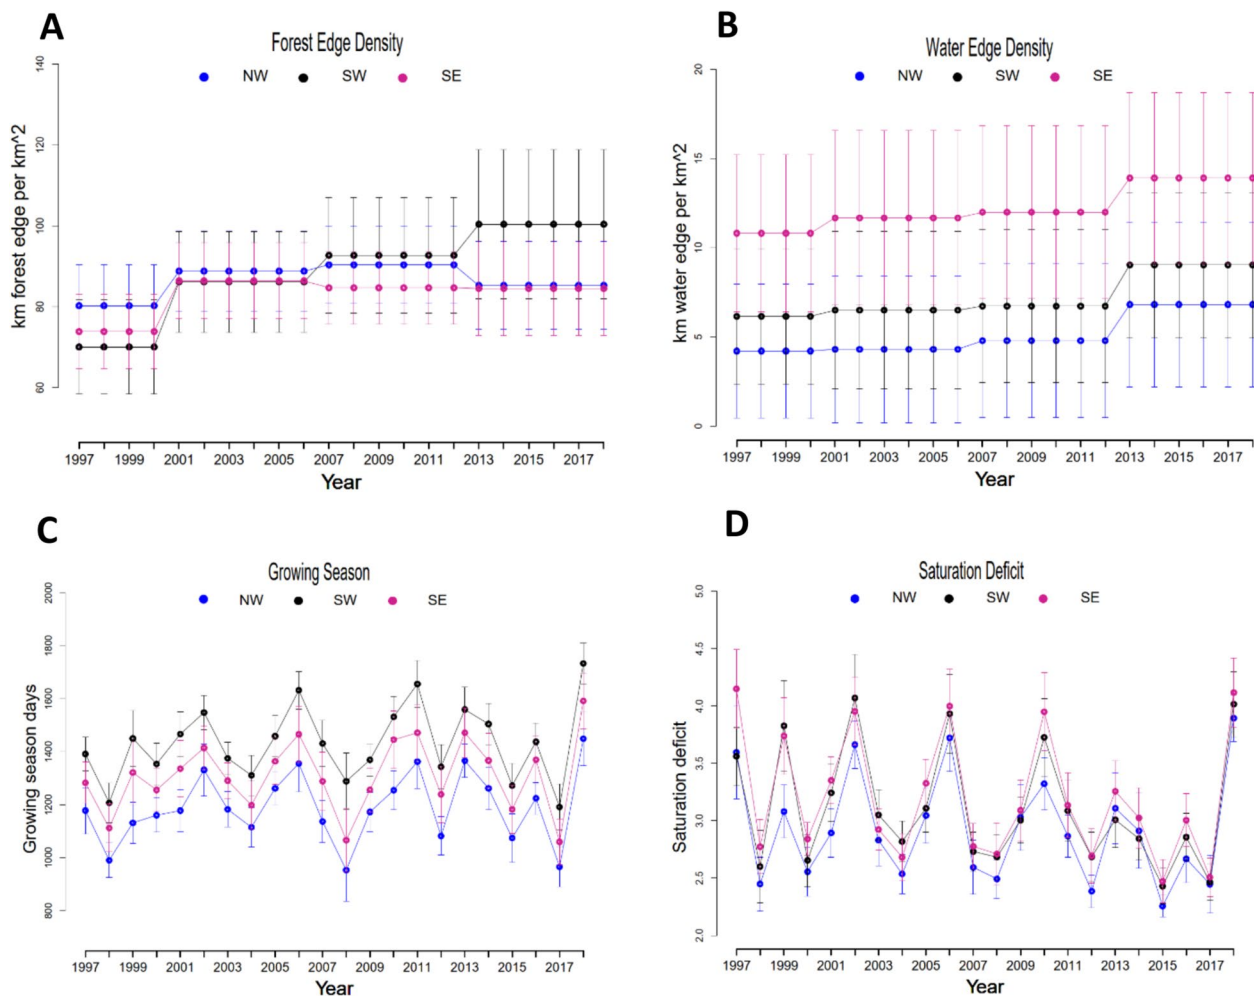 A
Forest Edge Density
NW SW SE
km forest edge per km^2
140
120
100
80
60
1997 1999 2001 2003 2005 2007 2009 2011 2013 2015 2017
Year
B
Water Edge Density
NW SW SE
km water edge per km^2
20
15
10
5
0
1997 1999 2001 2003 2005 2007 2009 2011 2013 2015 2017
Year
C
Growing Season
NW SW SE
Growing season days
2000
1800
1600
1400
1200
1000
800
1997 1999 2001 2003 2005 2007 2009 2011 2013 2015 2017
Year
D
Saturation Deficit
NW SW SE
Saturation deficit
5.0
4.5
4.0
3.5
3.0
2.5
2.0
1997 1999 2001 2003 2005 2007 2009 2011 2013 2015 2017
Year